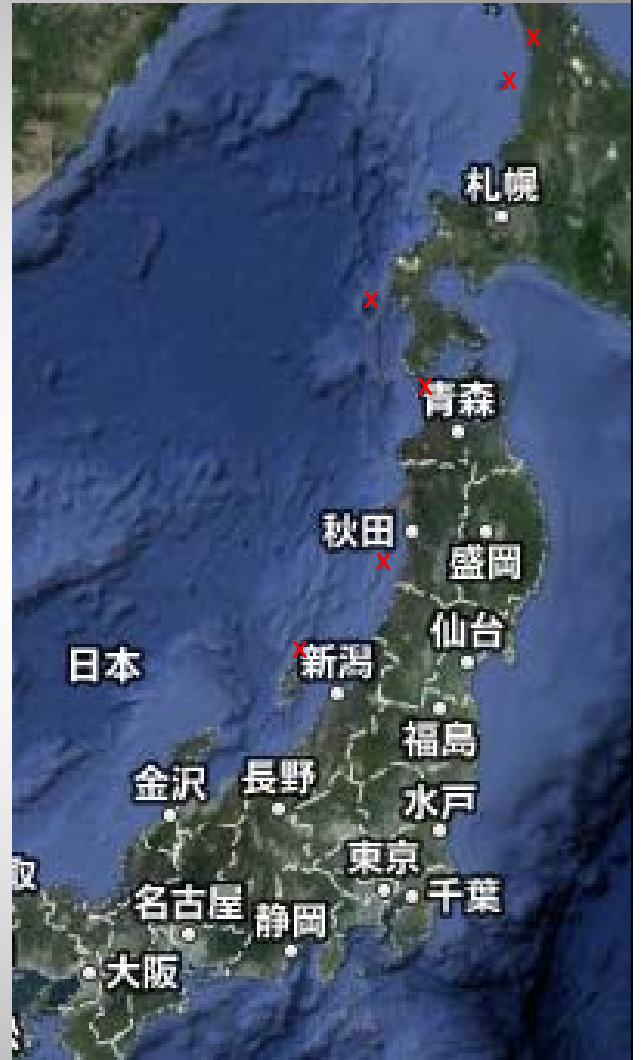 x
x
札幌
x
x
青森
秋田
x
盛岡
仙台
x
新潟
日本
福島
金沢
長野
水戸
東京
取
千葉
名古屋
静岡
大阪